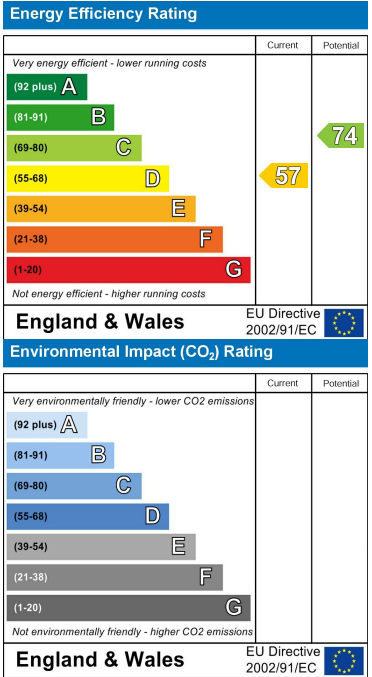 Energy Efficiency Rating
Current Potential
Very energy efficient - lower running costs
(92 plus) A
(81-91) B
(69-80) C
(55-68) D
(39-54) E
(21-38) F
(1-20) G
74
57
Not energy efficient - higher running costs
England & Wales
EU Directive
2002/91/EC
Environmental Impact (CO₂) Rating
Current Potential
Very environmentally friendly - lower CO2 emissions
(92 plus) A
(81-91) B
(69-80) C
(55-68) D
(39-54) E
(21-38) F
(1-20) G
Not environmentally friendly - higher CO2 emissions
England & Wales
EU Directive
2002/91/EC